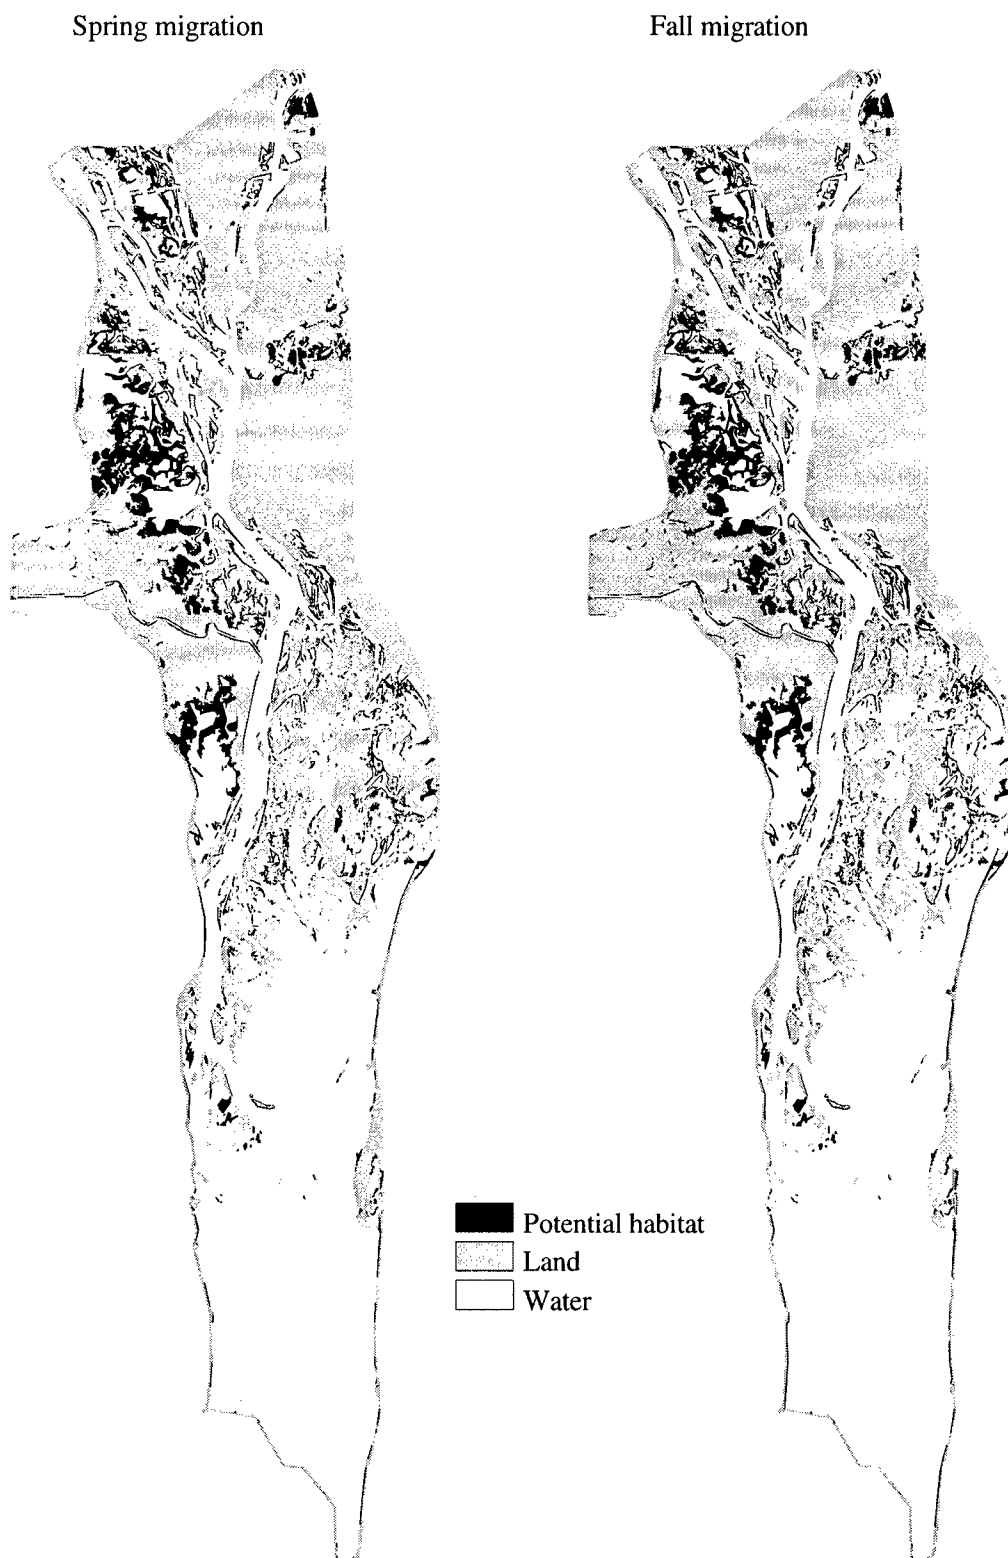 Spring migration
Fall migration
Potential habitat
Land
Water